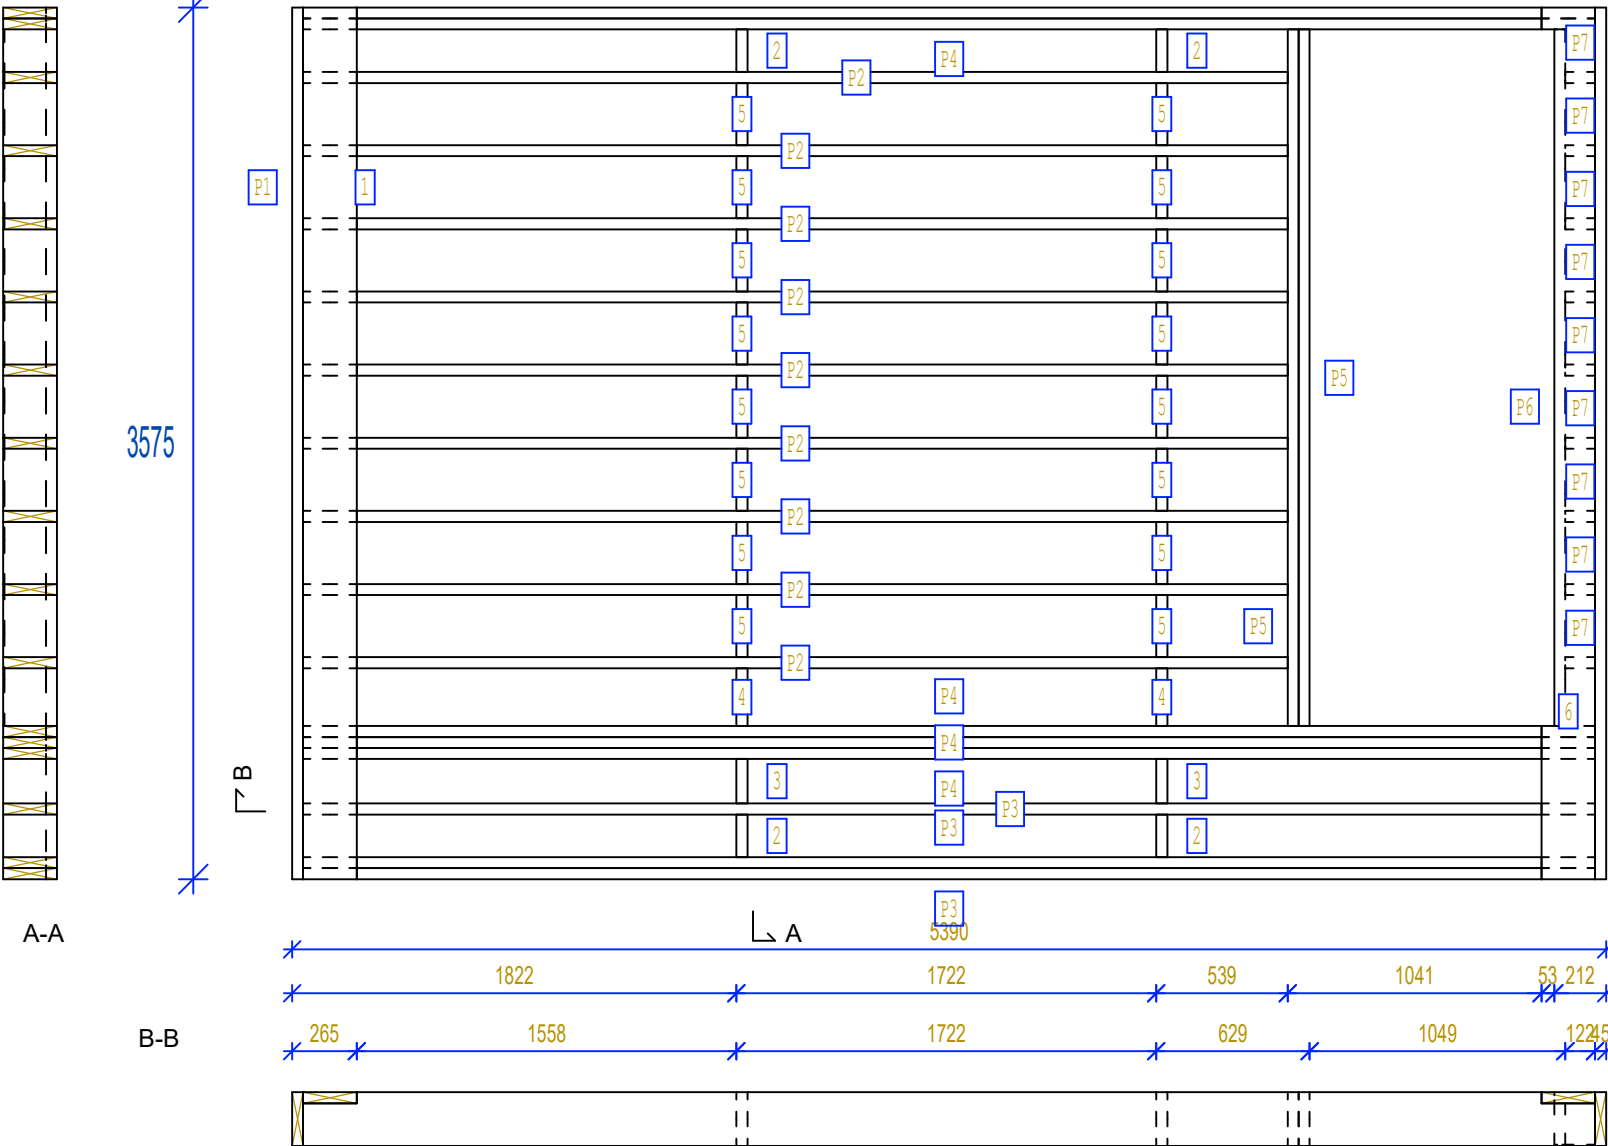 2 P4 2 P7
P2
5 5 P7
P2
P1 1 5 5 P7
P2
5 5 P7
P2
5 5 P7
P2 P5
5 5 P6 P7
3575 P2
5 5 P7
P2
5 5 P7
P2
5 P5 5 P7
P2
4 P4 4 6
P4
B 3 P4 3
P3
2 P3 2
P3
A-A A
5390
1822 1722 539 1041 53 212
B-B 265 1558 1722 629 1049 122 45